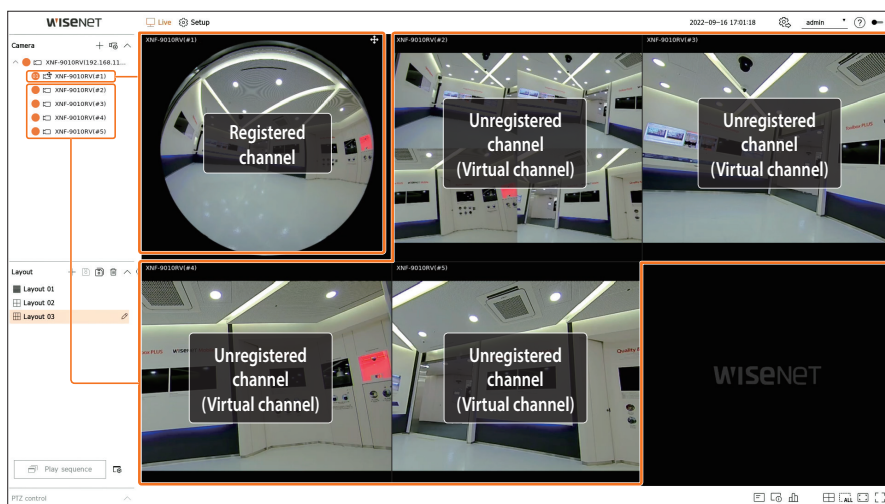 WISENET
Live
Setup
2022-09-16 17:01:18
admin
Camera
XNF-9010RV(192.168.11...
XNF-9010RV(#1)
XNF-9010RV(#2)
XNF-9010RV(#3)
XNF-9010RV(#4)
XNF-9010RV(#5)
XNF-9010RV(#1)
Registered
channel
XNF-9010RV(#2)
Unregistered
channel
(Virtual channel)
XNF-9010RV(#3)
Unregistered
channel
(Virtual channel)
Layout
Layout 01
Layout 02
Layout 03
XNF-9010RV(#4)
Unregistered
channel
(Virtual channel)
XNF-9010RV(#5)
Unregistered
channel
(Virtual channel)
WISENET
Play sequence
PTZ control
ALL